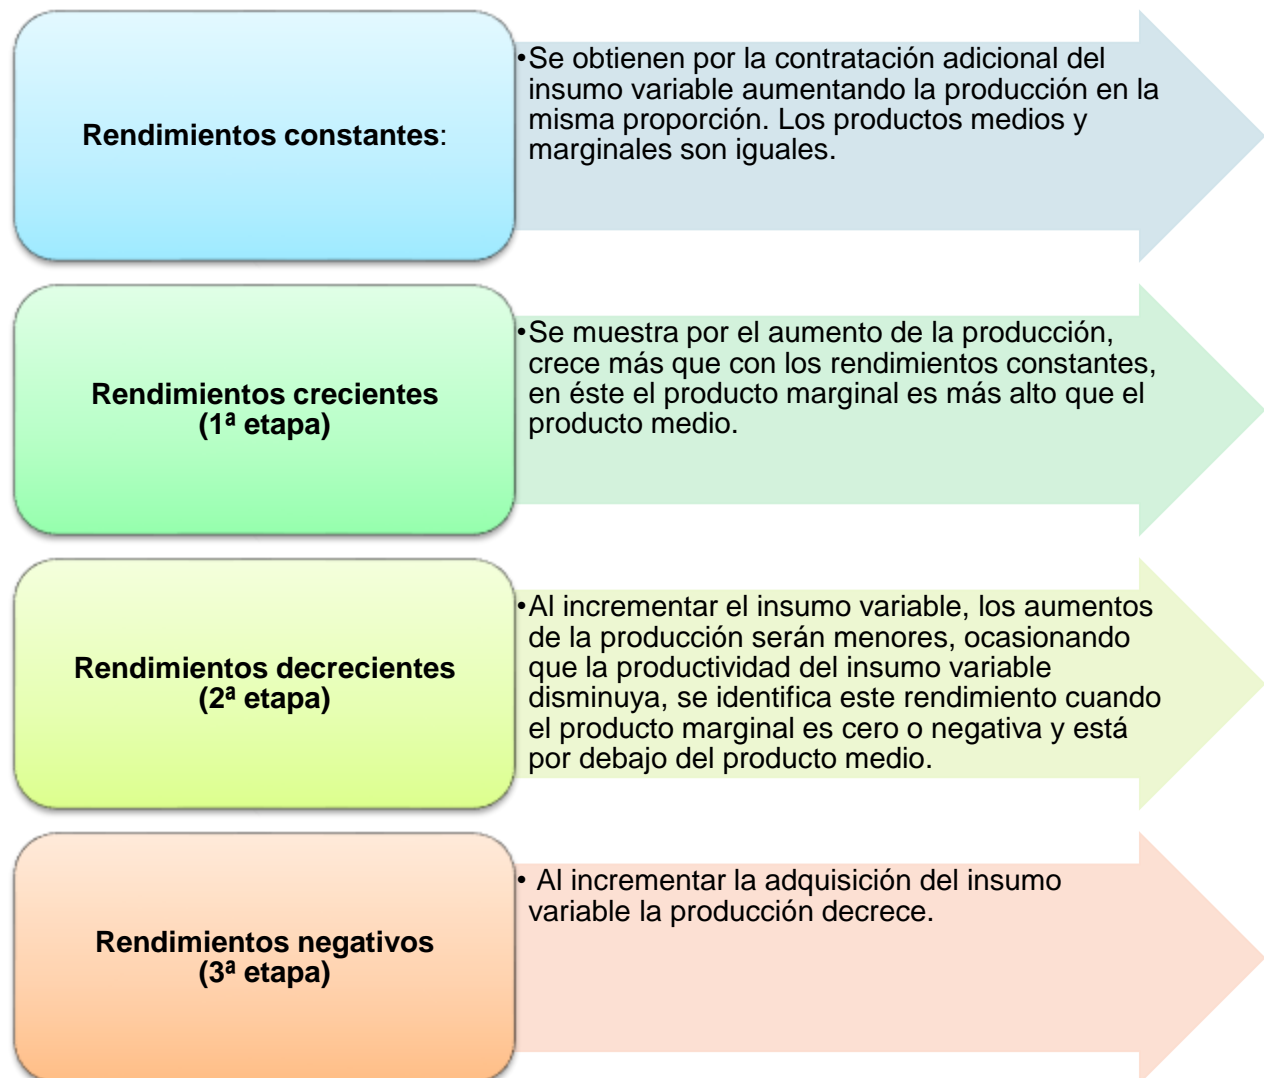 Rendimientos constantes:
•Se obtienen por la contratación adicional del
insumo variable aumentando la producción en la
misma proporción. Los productos medios y
marginales son iguales.
Rendimientos crecientes
(1ª etapa)
•Se muestra por el aumento de la producción,
crece más que con los rendimientos constantes,
en éste el producto marginal es más alto que el
producto medio.
Rendimientos decrecientes
(2ª etapa)
•Al incrementar el insumo variable, los aumentos
de la producción serán menores, ocasionando
que la productividad del insumo variable
disminuya, se identifica este rendimiento cuando
el producto marginal es cero o negativa y está
por debajo del producto medio.
Rendimientos negativos
(3ª etapa)
• Al incrementar la adquisición del insumo
variable la producción decrece.